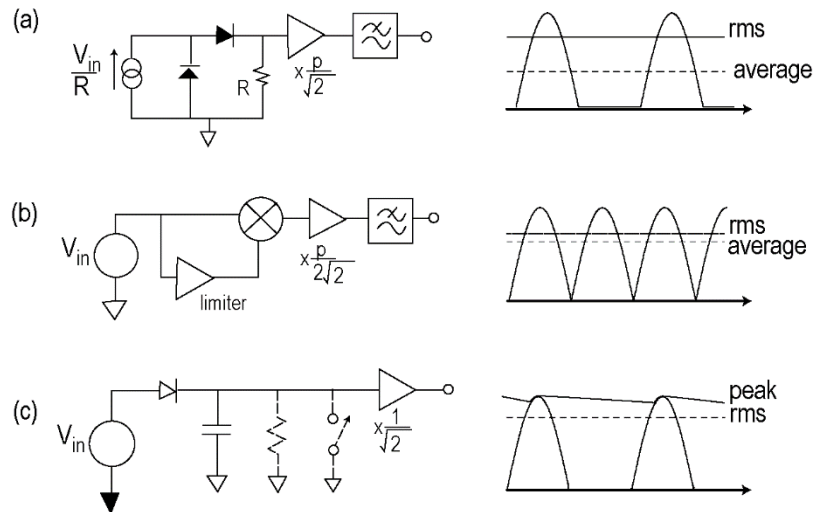 (a)
V_in
R
R
x p/√2
rms
average
(b)
V_in
limiter
x p/2√2
rms
average
(c)
V_in
x 1/√2
peak
rms